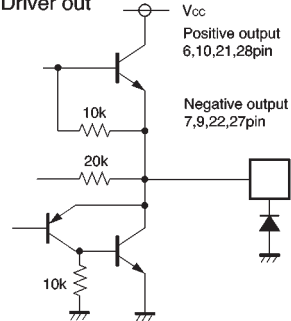 Driver out
Vcc
Positive output
6,10,21,28pin
Negative output
7,9,22,27pin
10k
20k
10k